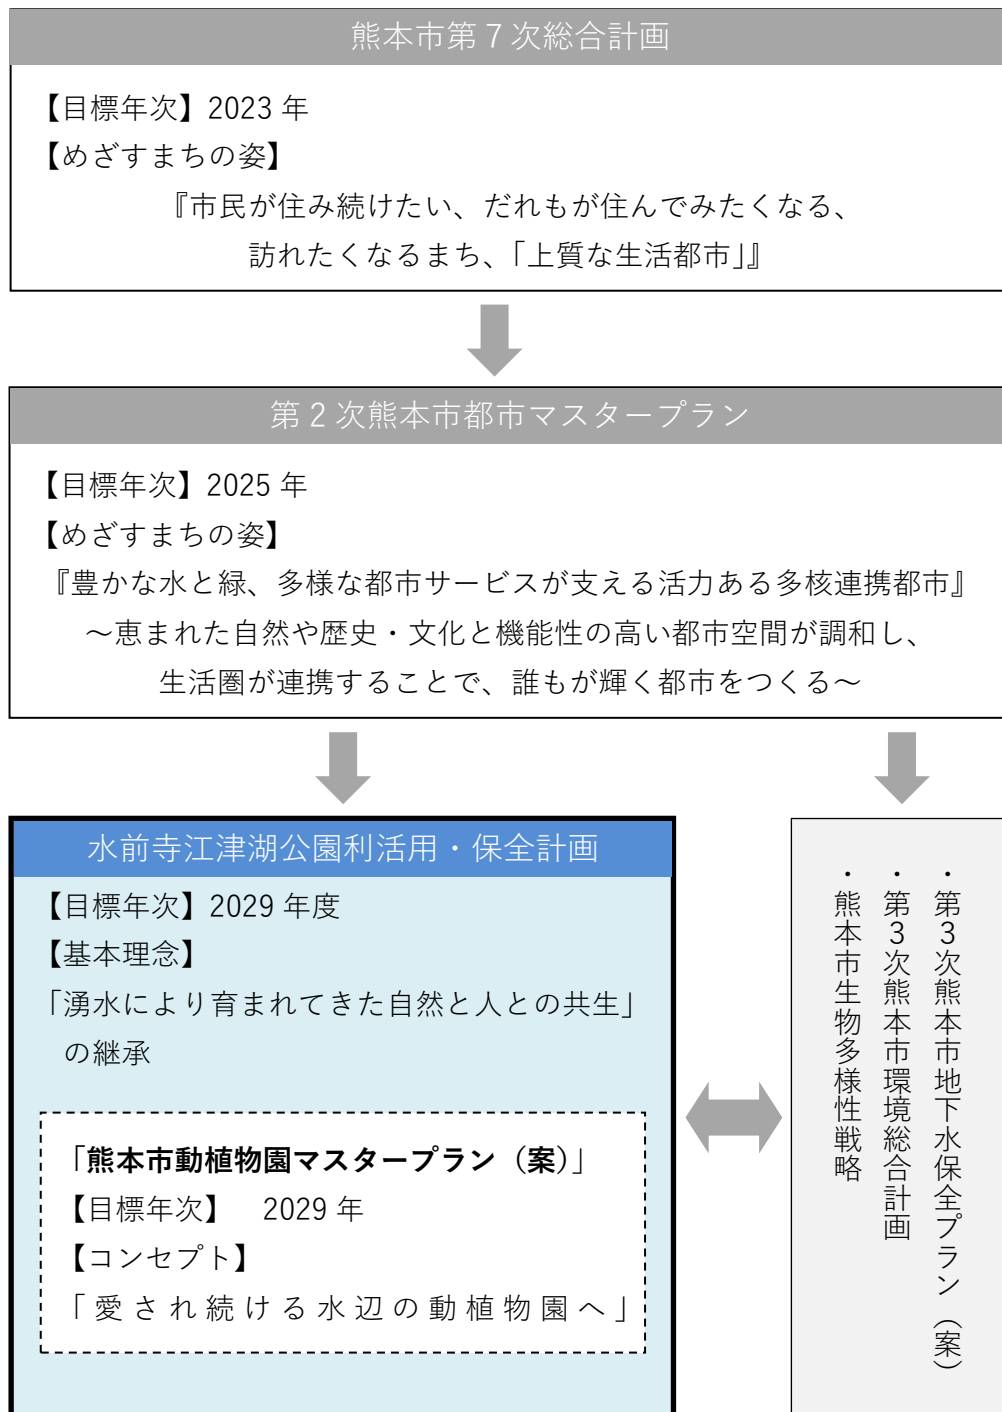 熊本市第７次総合計画
【目標年次】2023 年
【めざすまちの姿】
『市民が住み続けたい、だれもが住んでみたくなる、
訪れたくなるまち、「上質な生活都市」』
第２次熊本市都市マスタープラン
【目標年次】2025 年
【めざすまちの姿】
『豊かな水と緑、多様な都市サービスが支える活力ある多核連携都市』
～恵まれた自然や歴史・文化と機能性の高い都市空間が調和し、
生活圏が連携することで、誰もが輝く都市をつくる～
水前寺江津湖公園利活用・保全計画
【目標年次】2029 年度
【基本理念】
「湧水により育まれてきた自然と人との共生」
の継承
「熊本市動植物園マスタープラン（案）」
【目標年次】　2029 年
【コンセプト】
「愛され続ける水辺の動植物園へ」
・第３次熊本市地下水保全プラン（案）
・第３次熊本市環境総合計画
・熊本市生物多様性戦略